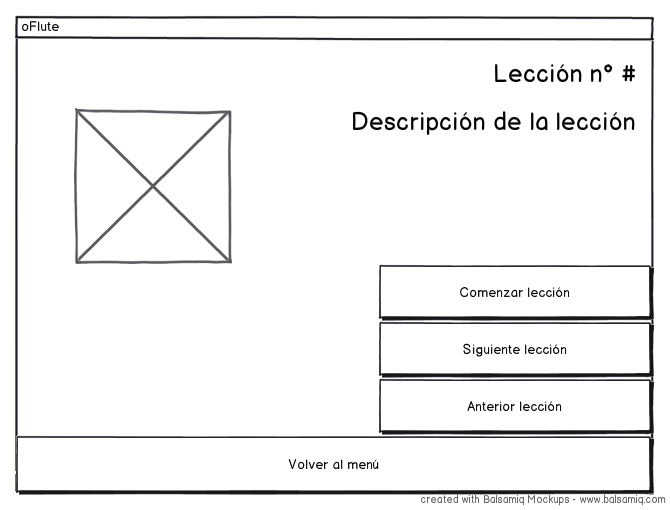 oFlute
Lección n° #
Descripción de la lección
Comenzar lección
Siguiente lección
Anterior lección
Volver al menú
created with Balsamiq Mockups - www.balsamiq.com